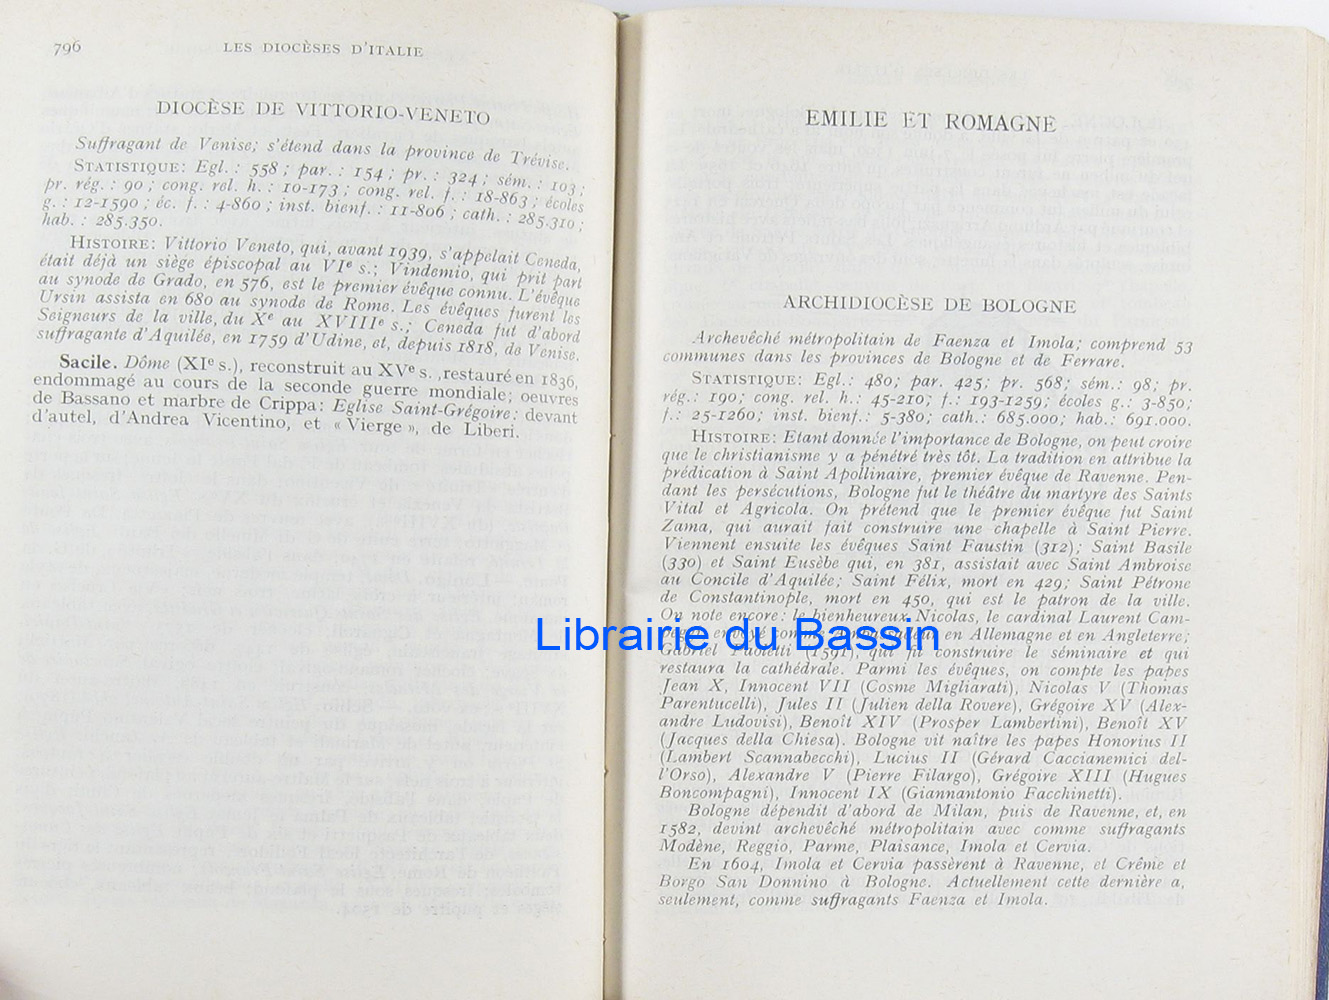 796
LES DIOCÈSES D'ITALIE
DIOCÈSE DE VITTORIO-VENETO
Suffragant de Venise; s'étend dans la province de Trévise.
STATISTIQUE: Egl. : 558 ; par. : 154 ; pr. : 324 ; sém. : 103 ;
pr. rég. : 90 ; cong. rel. h. : 10-173 ; cong. rel. f. : 18-863 ; écoles
g. : 12-1590 ; éc. f. : 4-860 ; inst. bienf. : 11-806 ; cath. : 285.310 ;
hab. : 285.350.
HISTOIRE: Vittorio Veneto, qui, avant 1939, s'appelait Ceneda,
était déjà un siège épiscopal au VIe s.; Vindemio, qui prit part
au synode de Grado, en 576, est le premier évêque connu. L'évêque
Ursin assista en 680 au synode de Rome. Les évêques furent les
Seigneurs de la ville, du Xe au XVIIIe s.; Ceneda fut d'abord
suffragante d'Aquilée, en 1759 d'Udine, et, depuis 1818, de Venise.
Sacile. Dôme (XIe s.), reconstruit au XVe s. ,restauré en 1836,
endommagé au cours de la seconde guerre mondiale; oeuvres
de Bassano et marbre de Crippa: Eglise Saint-Grégoire: devant
d'autel, d'Andrea Vicentino, et « Vierge », de Liberi.
EMILIE ET ROMAGNE
ARCHIDIOCÈSE DE BOLOGNE
Archevêché métropolitain de Faenza et Imola; comprend 53
communes dans les provinces de Bologne et de Ferrare.
STATISTIQUE: Egl.: 480; par. 425; pr. 568; sém.: 98; pr.
rég.: 190; cong. rel. h.: 45-210; f.: 193-1259; écoles g.: 3-850;
f.: 25-1260; inst. bienf.: 5-380; cath.: 685.000; hab.: 691.000.
HISTOIRE: Etant donnée l'importance de Bologne, on peut croire
que le christianisme y a pénétré très tôt. La tradition en attribue la
prédication à Saint Apollinaire, premier évêque de Ravenne. Pen-
dant les persécutions, Bologne fut le théâtre du martyre des Saints
Vital et Agricola. On prétend que le premier évêque fut Saint
Zama, qui aurait fait construire une chapelle à Saint Pierre.
Viennent ensuite les évêques Saint Faustin (312); Saint Basile
(330) et Saint Eusèbe qui, en 381, assistait avec Saint Ambroise
au Concile d'Aquilée; Saint Félix, mort en 429; Saint Pétrone
de Constantinople, mort en 450, qui est le patron de la ville.
On note encore: le bienheureux Nicolas, le cardinal Laurent Cam-
envoyé comme ambassadeur en Allemagne et en Angleterre;
Gabriel Paoletti (1591), qui fit construire le séminaire et qui
restaura la cathédrale. Parmi les évêques, on compte les papes
Jean X, Innocent VII (Cosme Migliarati), Nicolas V (Thomas
Parentucelli), Jules II (Julien della Rovere), Grégoire XV (Alex-
andre Ludovisi), Benoît XIV (Prosper Lambertini), Benoît XV
(Jacques della Chiesa). Bologne vit naître les papes Honorius II
(Lambert Scannabecchi), Lucius II (Gérard Caccianemici del-
l'Orso), Alexandre V (Pierre Filargo), Grégoire XIII (Hugues
Boncompagni), Innocent IX (Giannantonio Facchinetti).
Bologne dépendit d'abord de Milan, puis de Ravenne, et, en
1582, devint archevêché métropolitain avec comme suffragants
Modène, Reggio, Parme, Plaisance, Imola et Cervia.
En 1604, Imola et Cervia passèrent à Ravenne, et Crême et
Borgo San Donnino à Bologne. Actuellement cette dernière a,
seulement, comme suffragants Faenza et Imola.
Librairie du Bassin